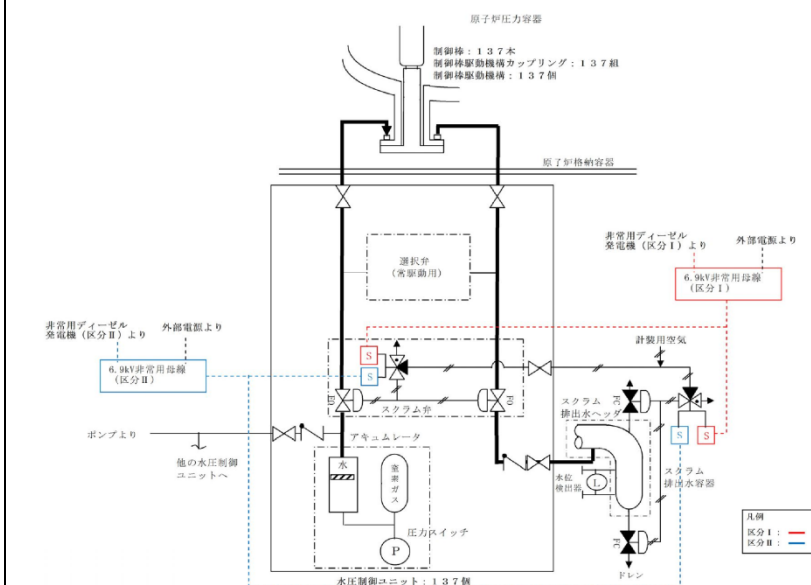 原子炉圧力容器
制御棒：137本
制御棒駆動機構カップリング：137組
制御棒駆動機構：137個
原子炉格納容器
選択弁
(常駆動用)
非常用ディーゼル
発電機（区分Ⅰ）より
外部電源より
6.9kV非常用母線
(区分Ⅰ)
非常用ディーゼル
発電機（区分Ⅱ）より
外部電源より
6.9kV非常用母線
(区分Ⅱ)
計装用空気
S
S
FO
FO
スクラム弁
スクラム
排出水ヘッダ
FC
S
S
ポンプより
他の水圧制御
ユニットへ
アキュムレータ
水
窒素ガス
圧力スイッチ
P
水位
検出器
L
スクラム
排出水容器
FC
ドレン
凡例
区分Ⅰ：
区分Ⅱ：
水圧制御ユニット：137個